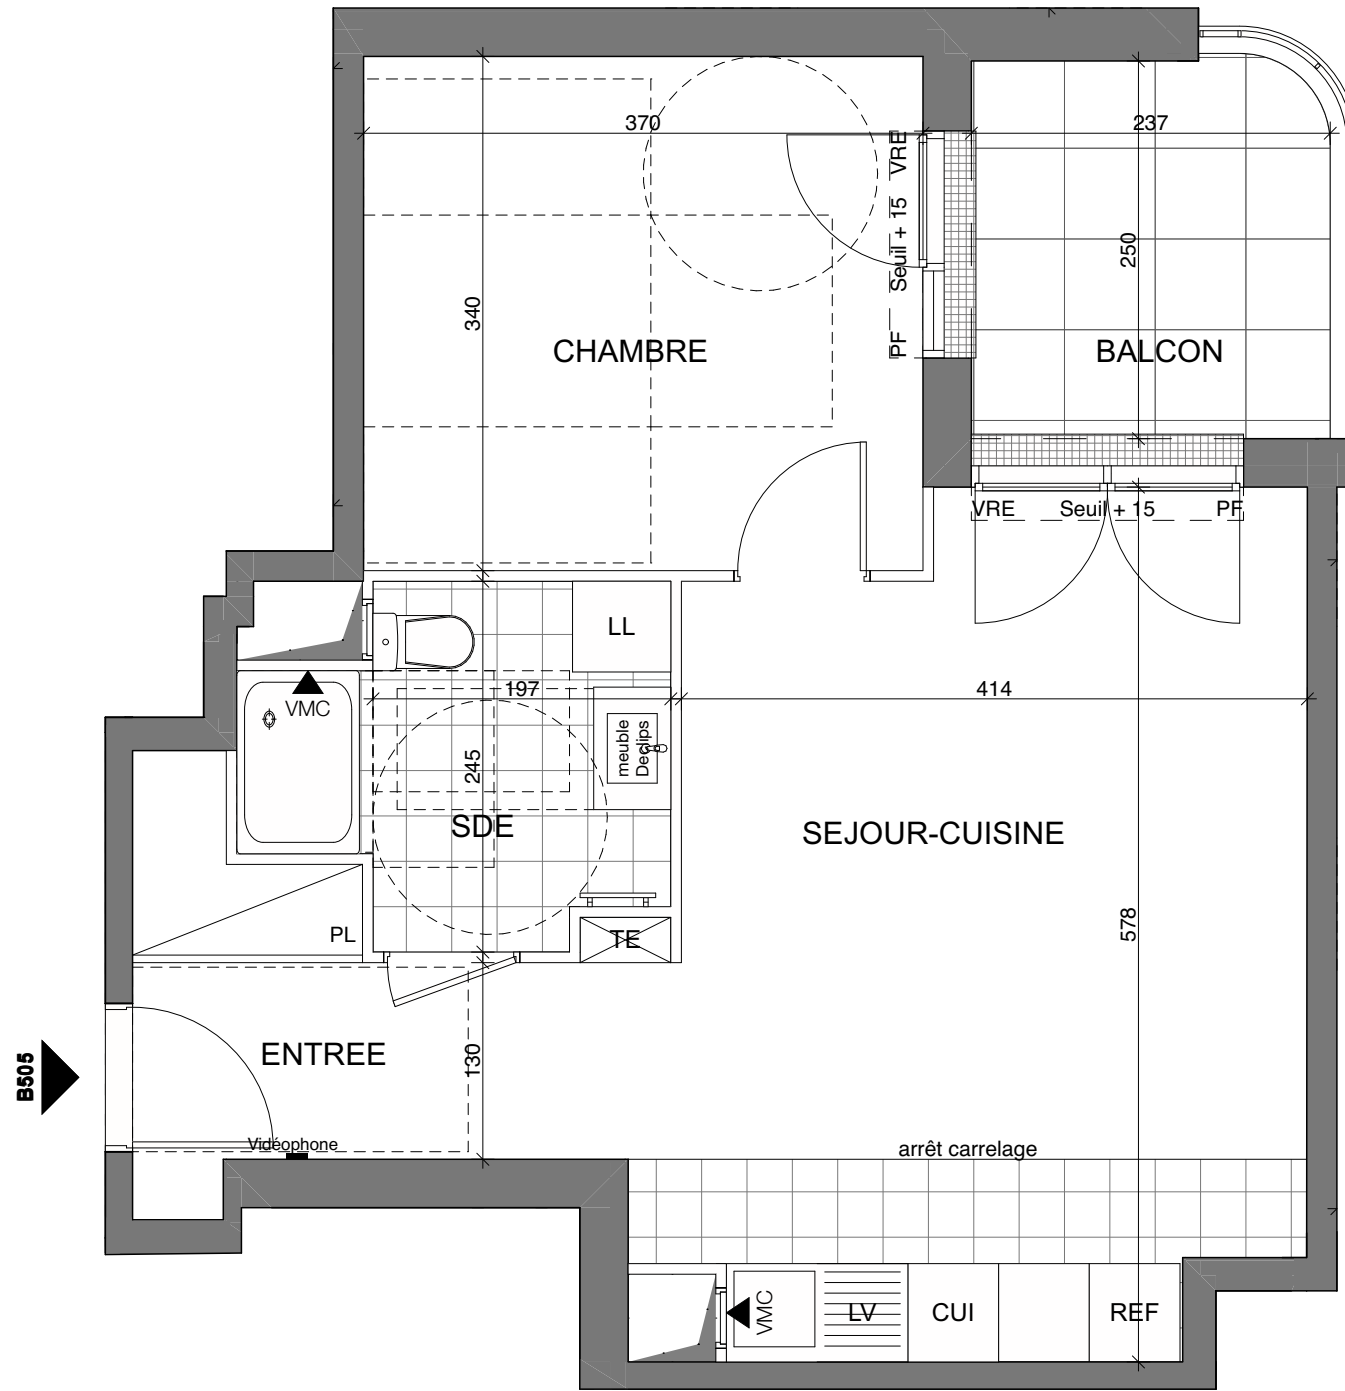 370
237
VRE
Seuil + 15
PF
340
250
CHAMBRE
BALCON
VRE
Seuil + 15
PF
LL
197
414
VMC
meuble
Declips
245
SDE
SEJOUR-CUISINE
PL
TE
578
ENTREE
130
B505
Vidéophone
arrêt carrelage
VMC
LV
CUI
REF